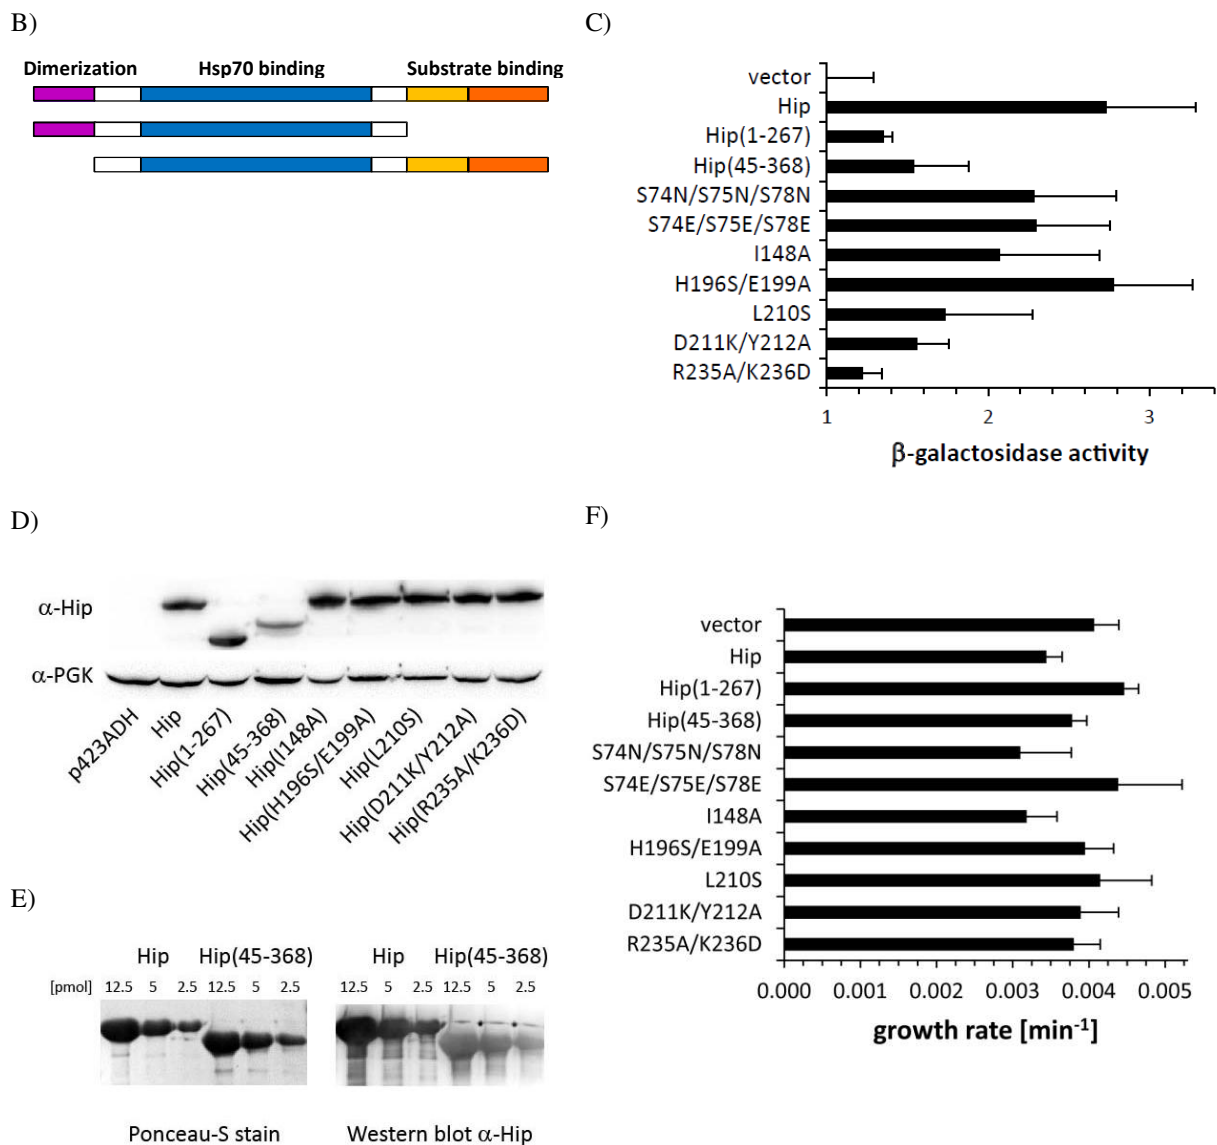 B)
Dimerization Hsp70 binding Substrate binding
C)
vector
Hip
Hip(1-267)
Hip(45-368)
S74N/S75N/S78N
S74E/S75E/S78E
I148A
H196S/E199A
L210S
D211K/Y212A
R235A/K236D
1 2 3
β-galactosidase activity
D)
α-Hip
α-PGK
p423ADH
Hip
Hip(1-267)
Hip(45-368)
Hip(I148A)
Hip(H196S/E199A)
Hip(L210S)
Hip(D211K/Y212A)
Hip(R235A/K236D)
E)
Hip Hip(45-368) Hip Hip(45-368)
[pmol] 12.5 5 2.5 12.5 5 2.5 12.5 5 2.5 12.5 5 2.5
Ponceau-S stain Western blot α-Hip
F)
vector
Hip
Hip(1-267)
Hip(45-368)
S74N/S75N/S78N
S74E/S75E/S78E
I148A
H196S/E199A
L210S
D211K/Y212A
R235A/K236D
0.000 0.001 0.002 0.003 0.004 0.005
growth rate [min⁻¹]